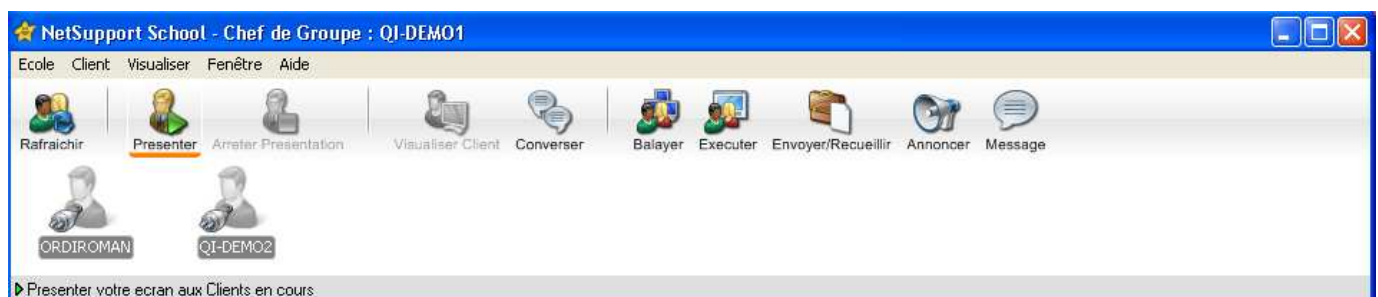 NetSupport School - Chef de Groupe : QI-DEMO1
Ecole Client Visualiser Fenêtre Aide
Rafraichir Presenter Arreter Presentation Visualiser Client Converser Balayer Executer Envoyer/Recueillir Annoncer Message
ORDIROMAN QI-DEMO2
Presenter votre ecran aux Clients en cours